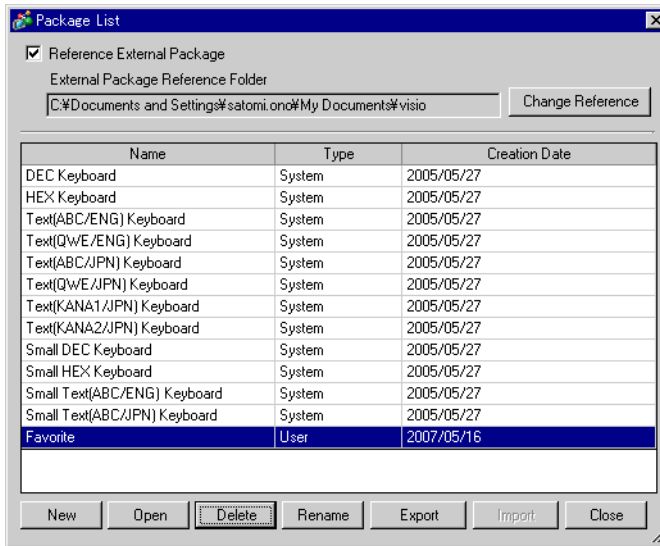 Package List
Reference External Package
External Package Reference Folder
C:¥Documents and Settings¥satomi.ono¥My Documents¥visio Change Reference
Name Type Creation Date
DEC Keyboard System 2005/05/27
HEX Keyboard System 2005/05/27
Text(ABC/ENG) Keyboard System 2005/05/27
Text(QWE/ENG) Keyboard System 2005/05/27
Text(ABC/JPN) Keyboard System 2005/05/27
Text(QWE/JPN) Keyboard System 2005/05/27
Text(KANA1/JPN) Keyboard System 2005/05/27
Text(KANA2/JPN) Keyboard System 2005/05/27
Small DEC Keyboard System 2005/05/27
Small HEX Keyboard System 2005/05/27
Small Text(ABC/ENG) Keyboard System 2005/05/27
Small Text(ABC/JPN) Keyboard System 2005/05/27
Favorite User 2007/05/16
New Open Delete Rename Export Import Close